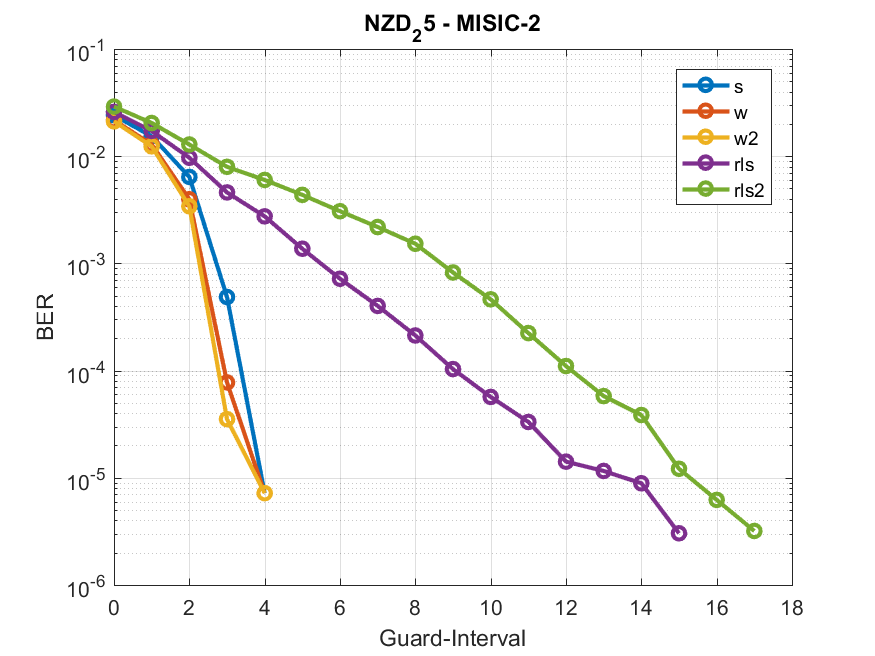 NZD₂5 - MISIC-2
10⁻¹
10⁻²
10⁻³
10⁻⁴
10⁻⁵
10⁻⁶
BER
s
w
w2
rls
rls2
0 2 4 6 8 10 12 14 16 18
Guard-Interval